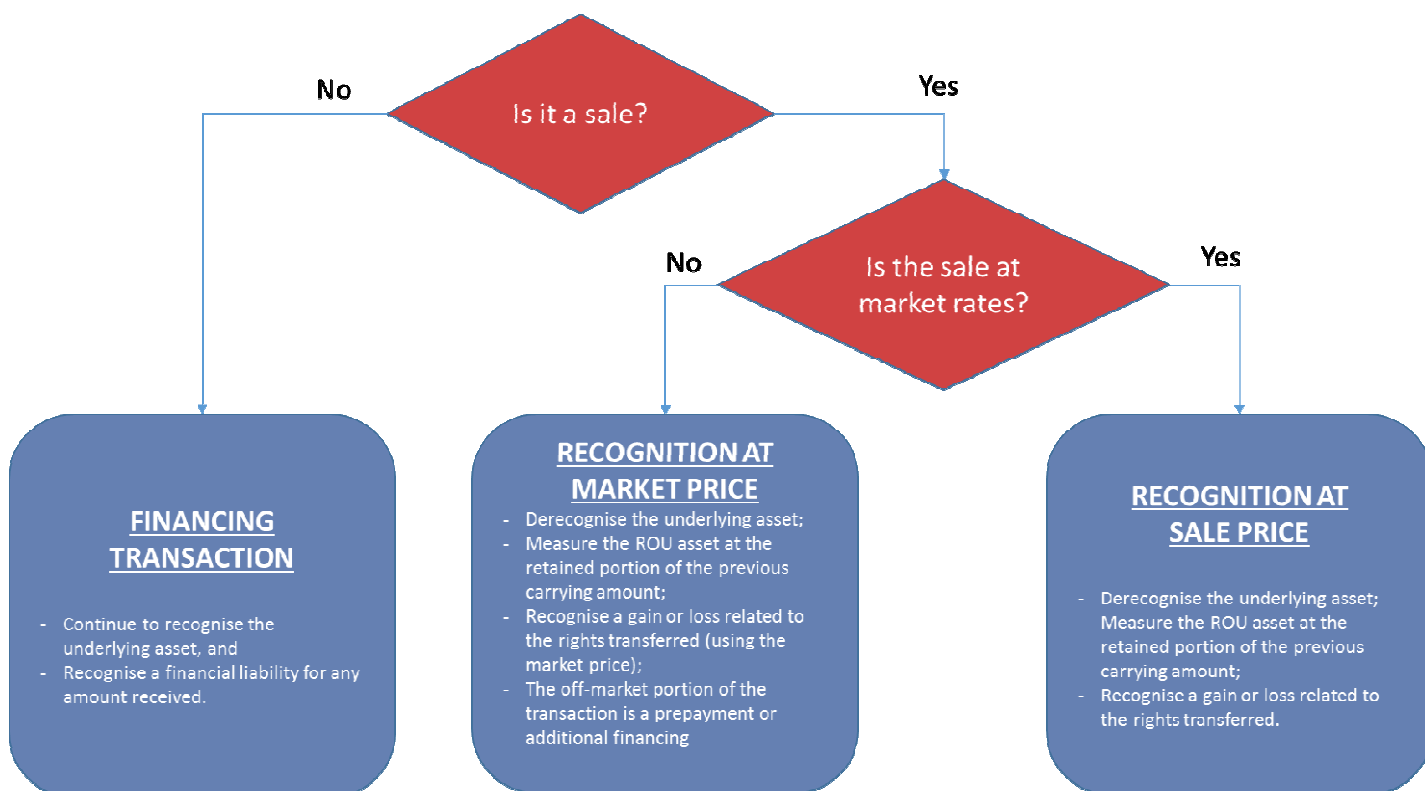 No
Is it a sale?
Yes
No
Is the sale at
market rates?
Yes
FINANCING
TRANSACTION
- Continue to recognise the
underlying asset, and
- Recognise a financial liability for any
amount received.
RECOGNITION AT
MARKET PRICE
- Derecognise the underlying asset;
- Measure the ROU asset at the
retained portion of the previous
carrying amount;
- Recognise a gain or loss related to
the rights transferred (using the
market price);
- The off-market portion of the
transaction is a prepayment or
additional financing
RECOGNITION AT
SALE PRICE
- Derecognise the underlying asset;
Measure the ROU asset at the
retained portion of the previous
carrying amount;
- Recognise a gain or loss related to
the rights transferred.